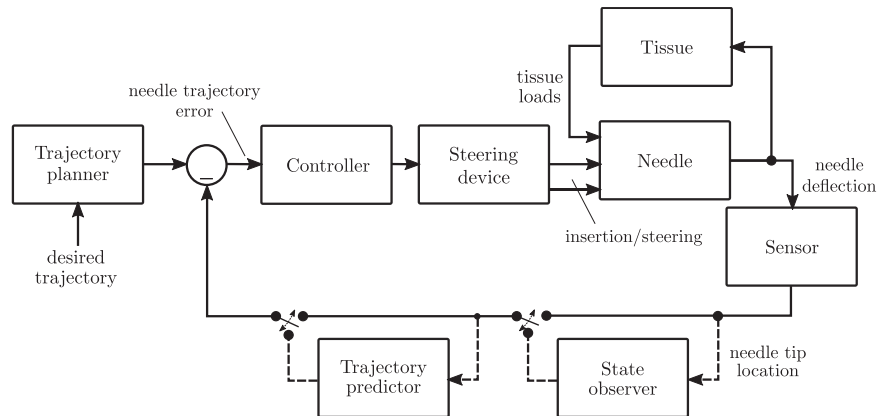 Tissue
tissue
loads
needle trajectory
error
Trajectory
planner
−
Controller
Steering
device
Needle
needle
deflection
insertion/steering
Sensor
desired
trajectory
Trajectory
predictor
State
observer
needle tip
location